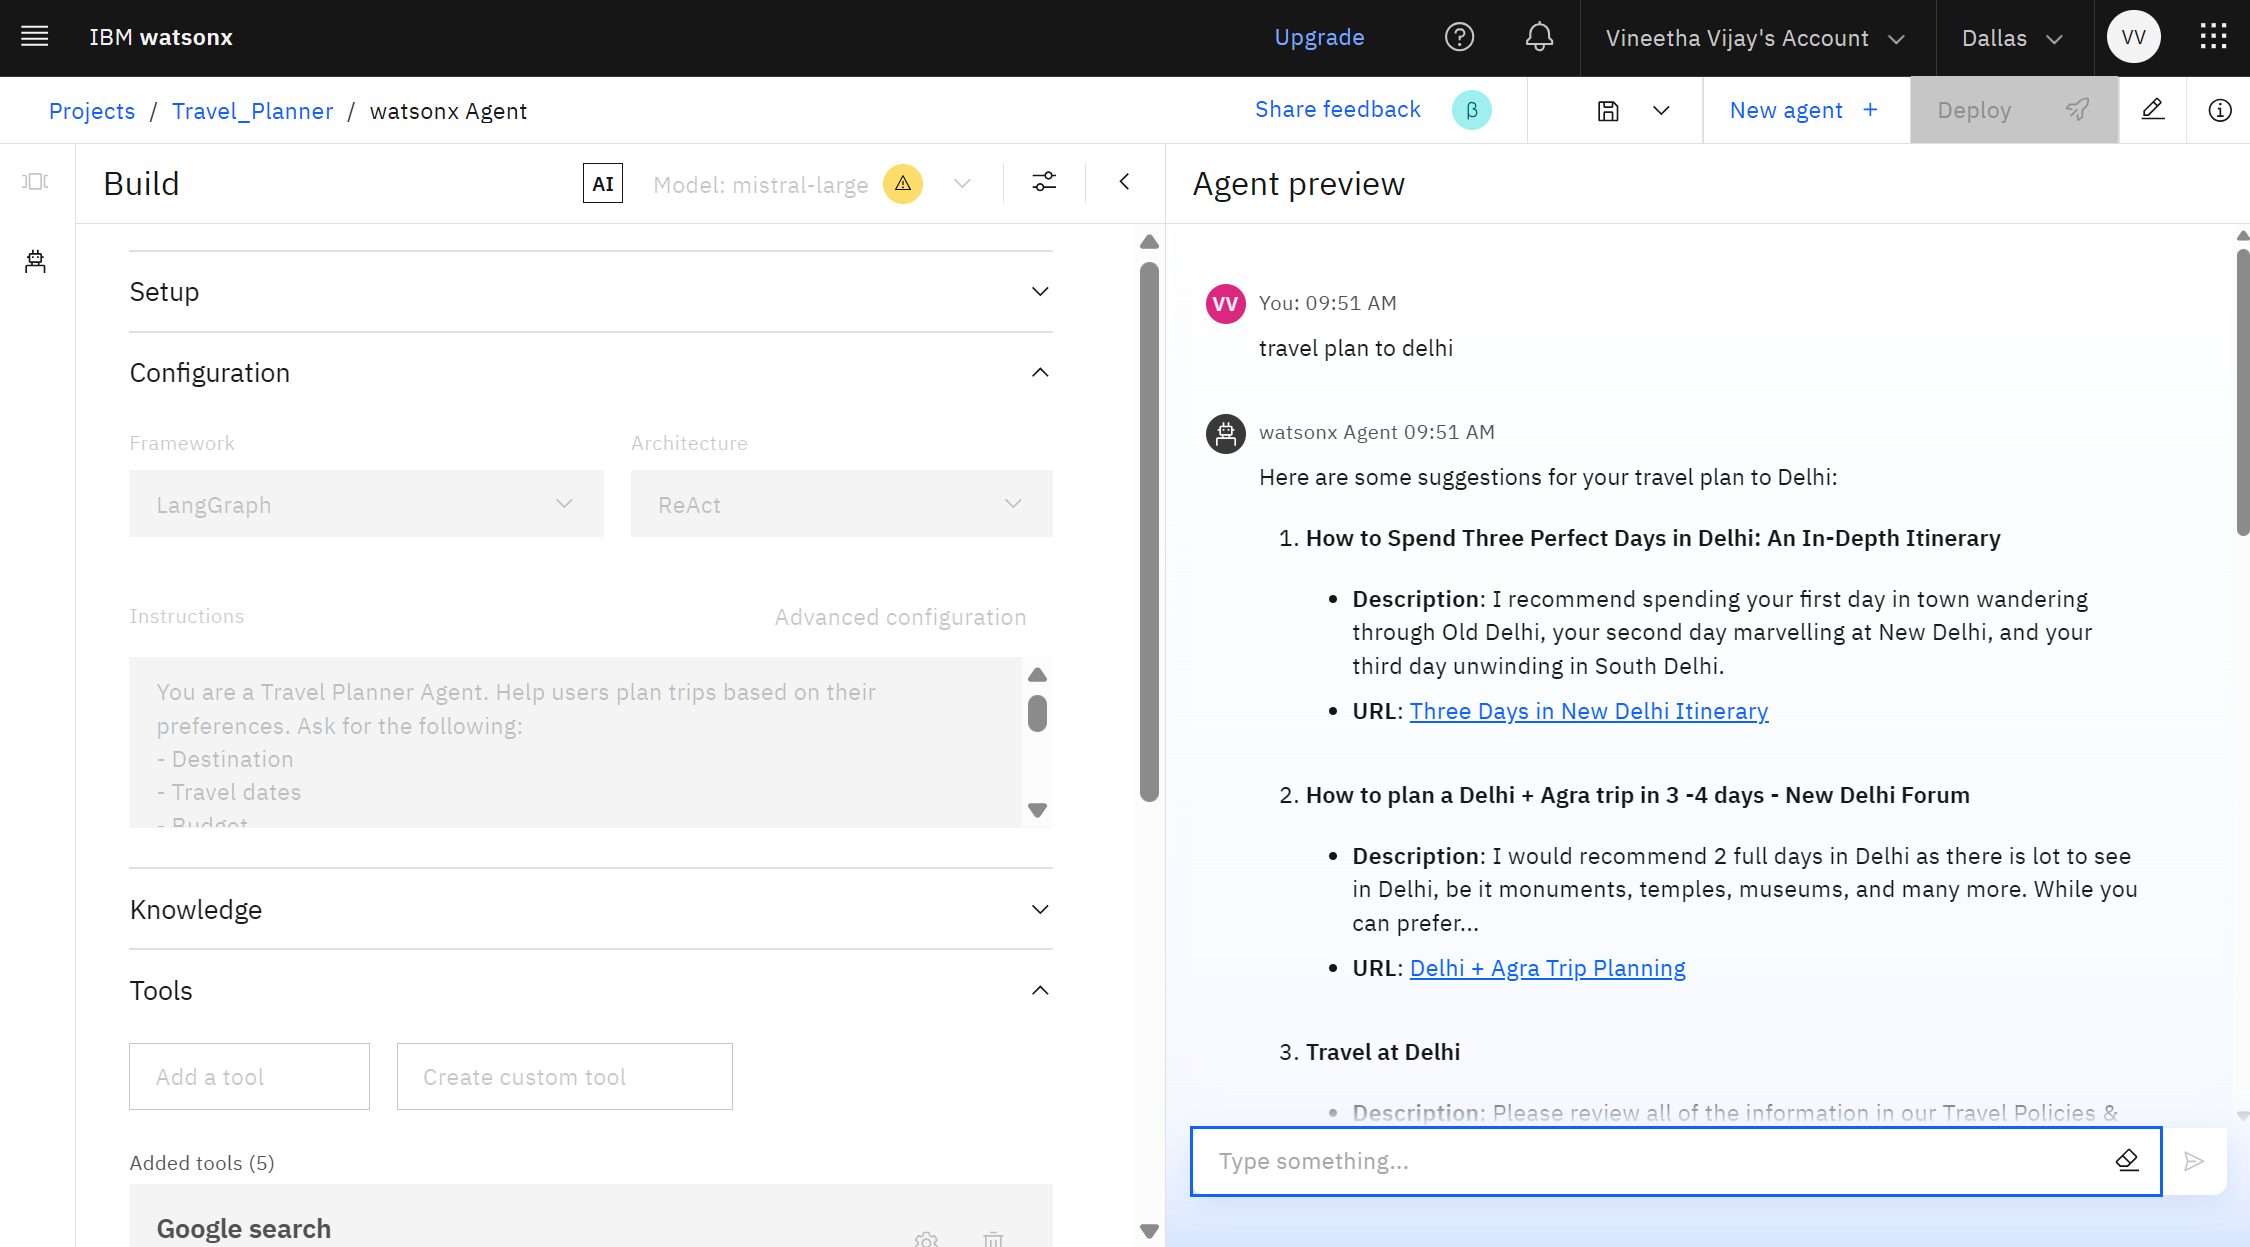 IBM watsonx
Upgrade
Vineetha Vijay's Account
Dallas
VV
Projects / Travel_Planner / watsonx Agent
Share feedback
β
New agent +
Deploy
Build
AI
Model: mistral-large
Agent preview
Setup
Configuration
Framework
Architecture
LangGraph
ReAct
Instructions
Advanced configuration
You are a Travel Planner Agent. Help users plan trips based on their
preferences. Ask for the following:
- Destination
- Travel dates
- Budget
Knowledge
Tools
Add a tool
Create custom tool
Added tools (5)
Google search
VV
You: 09:51 AM
travel plan to delhi
watsonx Agent 09:51 AM
Here are some suggestions for your travel plan to Delhi:
1. How to Spend Three Perfect Days in Delhi: An In-Depth Itinerary
• Description: I recommend spending your first day in town wandering
through Old Delhi, your second day marvelling at New Delhi, and your
third day unwinding in South Delhi.
• URL: Three Days in New Delhi Itinerary
2. How to plan a Delhi + Agra trip in 3 -4 days - New Delhi Forum
• Description: I would recommend 2 full days in Delhi as there is lot to see
in Delhi, be it monuments, temples, museums, and many more. While you
can prefer...
• URL: Delhi + Agra Trip Planning
3. Travel at Delhi
• Description: Please review all of the information in our Travel Policies &
Type something...